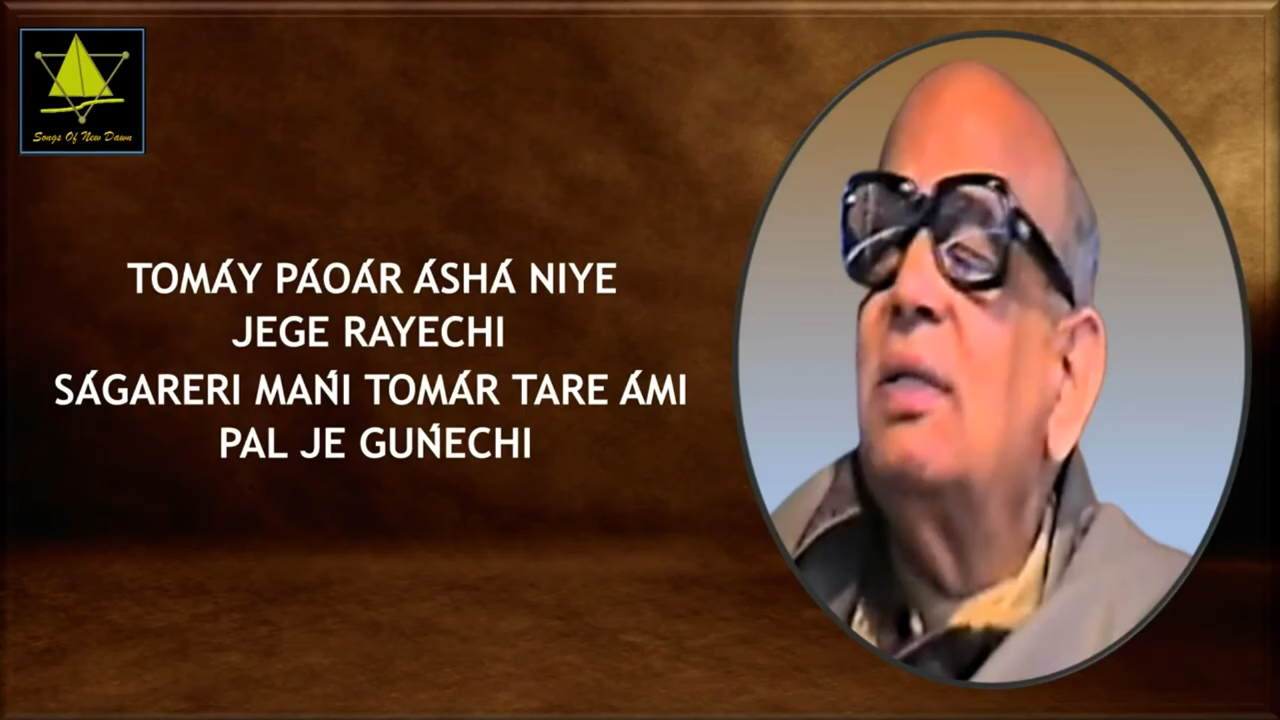 Songs Of New Dawn
TOMÁY PÁOÁR ÁSHÁ NIYE
JEGE RAYECHI
SÁGARERI MAŃI TOMÁR TARE ÁMI
PAL JE GUŃECHI